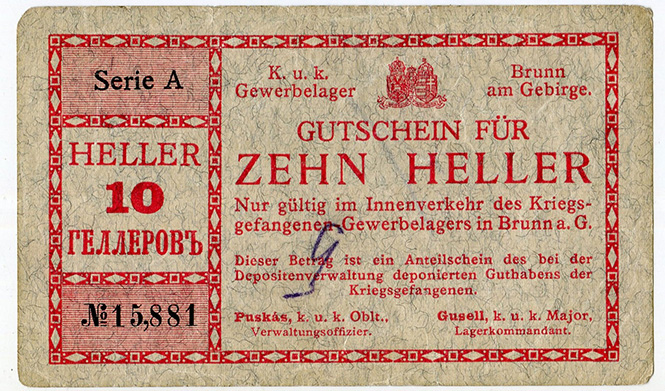 Serie A
HELLER
10
ГЕЛЛЕРОВЪ
№ 15,881
K. u. k.
Gewerbelager
Brunn
am Gebirge.
GUTSCHEIN FÜR
ZEHN HELLER
Nur gültig im Innenverkehr des Kriegs-
gefangenen-Gewerbelagers in Brunn a. G.
Dieser Betrag ist ein Anteilschein des bei der
Depositenverwaltung deponierten Guthabens der
Kriegsgefangenen.
Puskás, k. u. k. Oblt.,
Verwaltungsoffizier.
Gusell, k. u. k. Major,
Lagerkommandant.